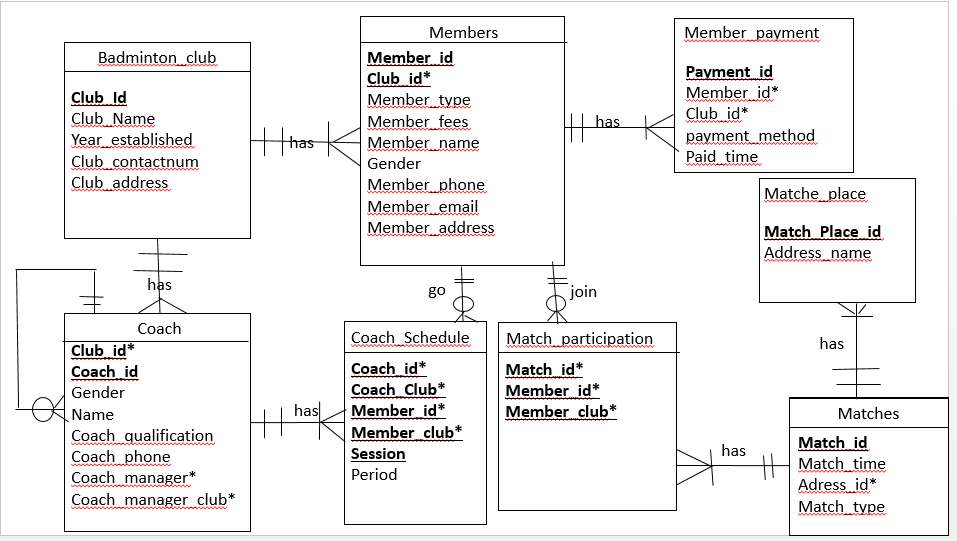 Badminton_club
Club_Id
Club_Name
Year_established
Club_contactnum
Club_address
has
Members
Member_id
Club_id*
Member_type
Member_fees
Member_name
Gender
Member_phone
Member_email
Member_address
has
Member_payment
Payment_id
Member_id*
Club_id*
payment_method
Paid_time
Matche_place
Match_Place_id
Address_name
has
go
join
has
Coach
Club_id*
Coach_id
Gender
Name
Coach_qualification
Coach_phone
Coach_manager*
Coach_manager_club*
has
Coach_Schedule
Coach_id*
Coach_Club*
Member_id*
Member_club*
Session
Period
Match_participation
Match_id*
Member_id*
Member_club*
has
Matches
Match_id
Match_time
Adress_id*
Match_type